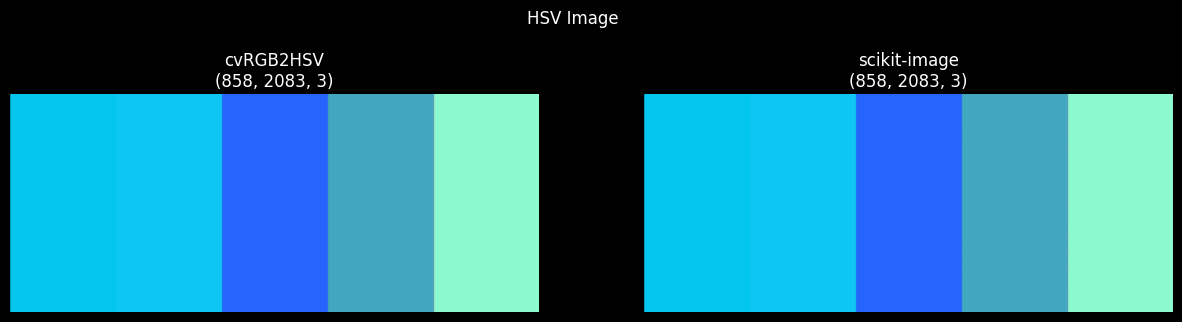 HSV Image
cvRGB2HSV
(858, 2083, 3)
scikit-image
(858, 2083, 3)